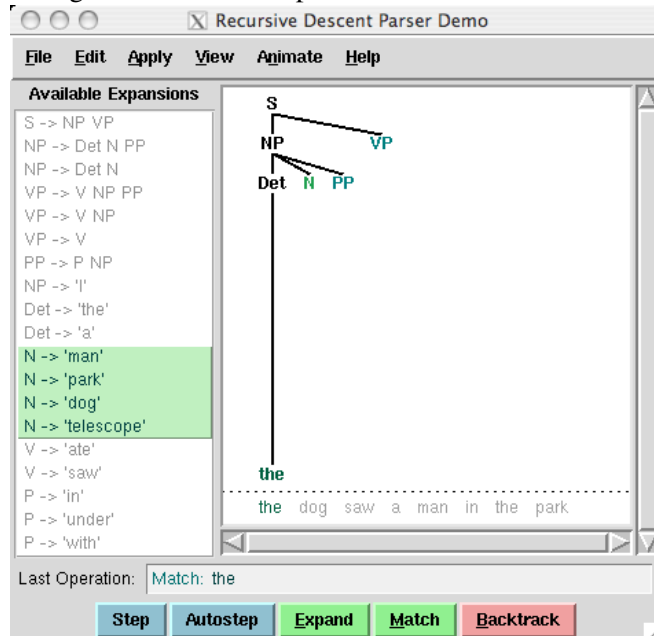 Recursive Descent Parser Demo
File Edit Apply View Animate Help
Available Expansions
S -> NP VP
NP -> Det N PP
NP -> Det N
VP -> V NP PP
VP -> V NP
VP -> V
PP -> P NP
NP -> 'I'
Det -> 'the'
Det -> 'a'
N -> 'man'
N -> 'park'
N -> 'dog'
N -> 'telescope'
V -> 'ate'
V -> 'saw'
P -> 'in'
P -> 'under'
P -> 'with'
S
NP VP
Det N PP
the
the dog saw a man in the park
Last Operation: Match: the
Step Autostep Expand Match Backtrack